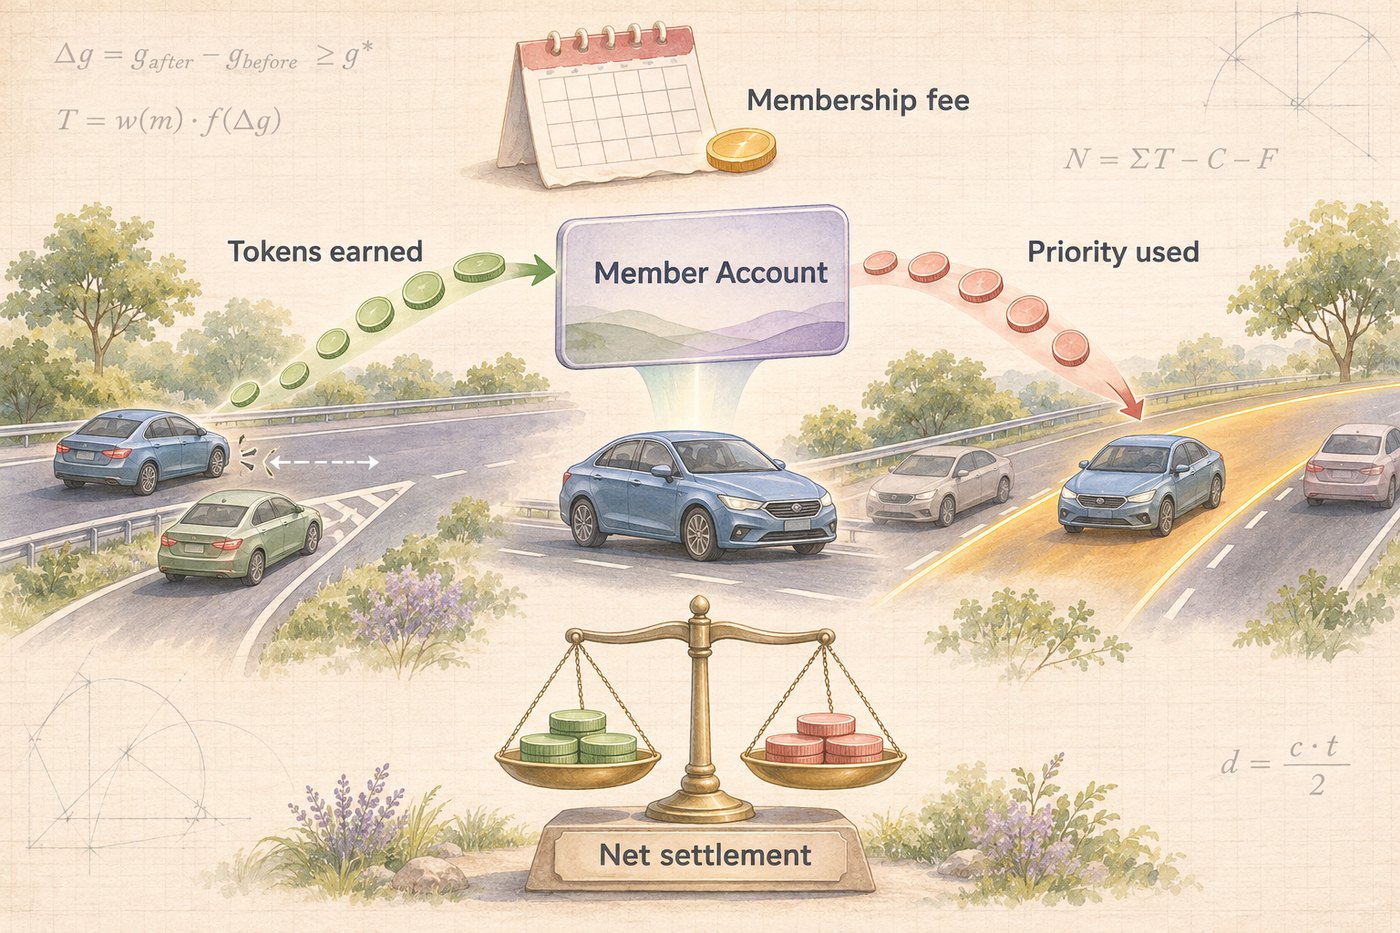 Δg = g_after − g_before ≥ g*
T = w(m) · f(Δg)
Membership fee
N = ΣT − C − F
Tokens earned
Member Account
Priority used
d = c · t / 2
Net settlement